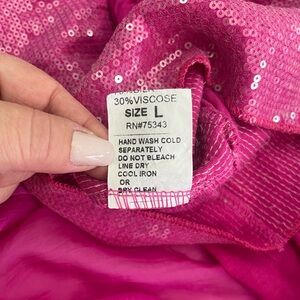 30%VISCOSE
SIZE L
RN#75343
HAND WASH COLD
SEPARATELY
DO NOT BLEACH
LINE DRY
COOL IRON
OR
DRY CLEAN